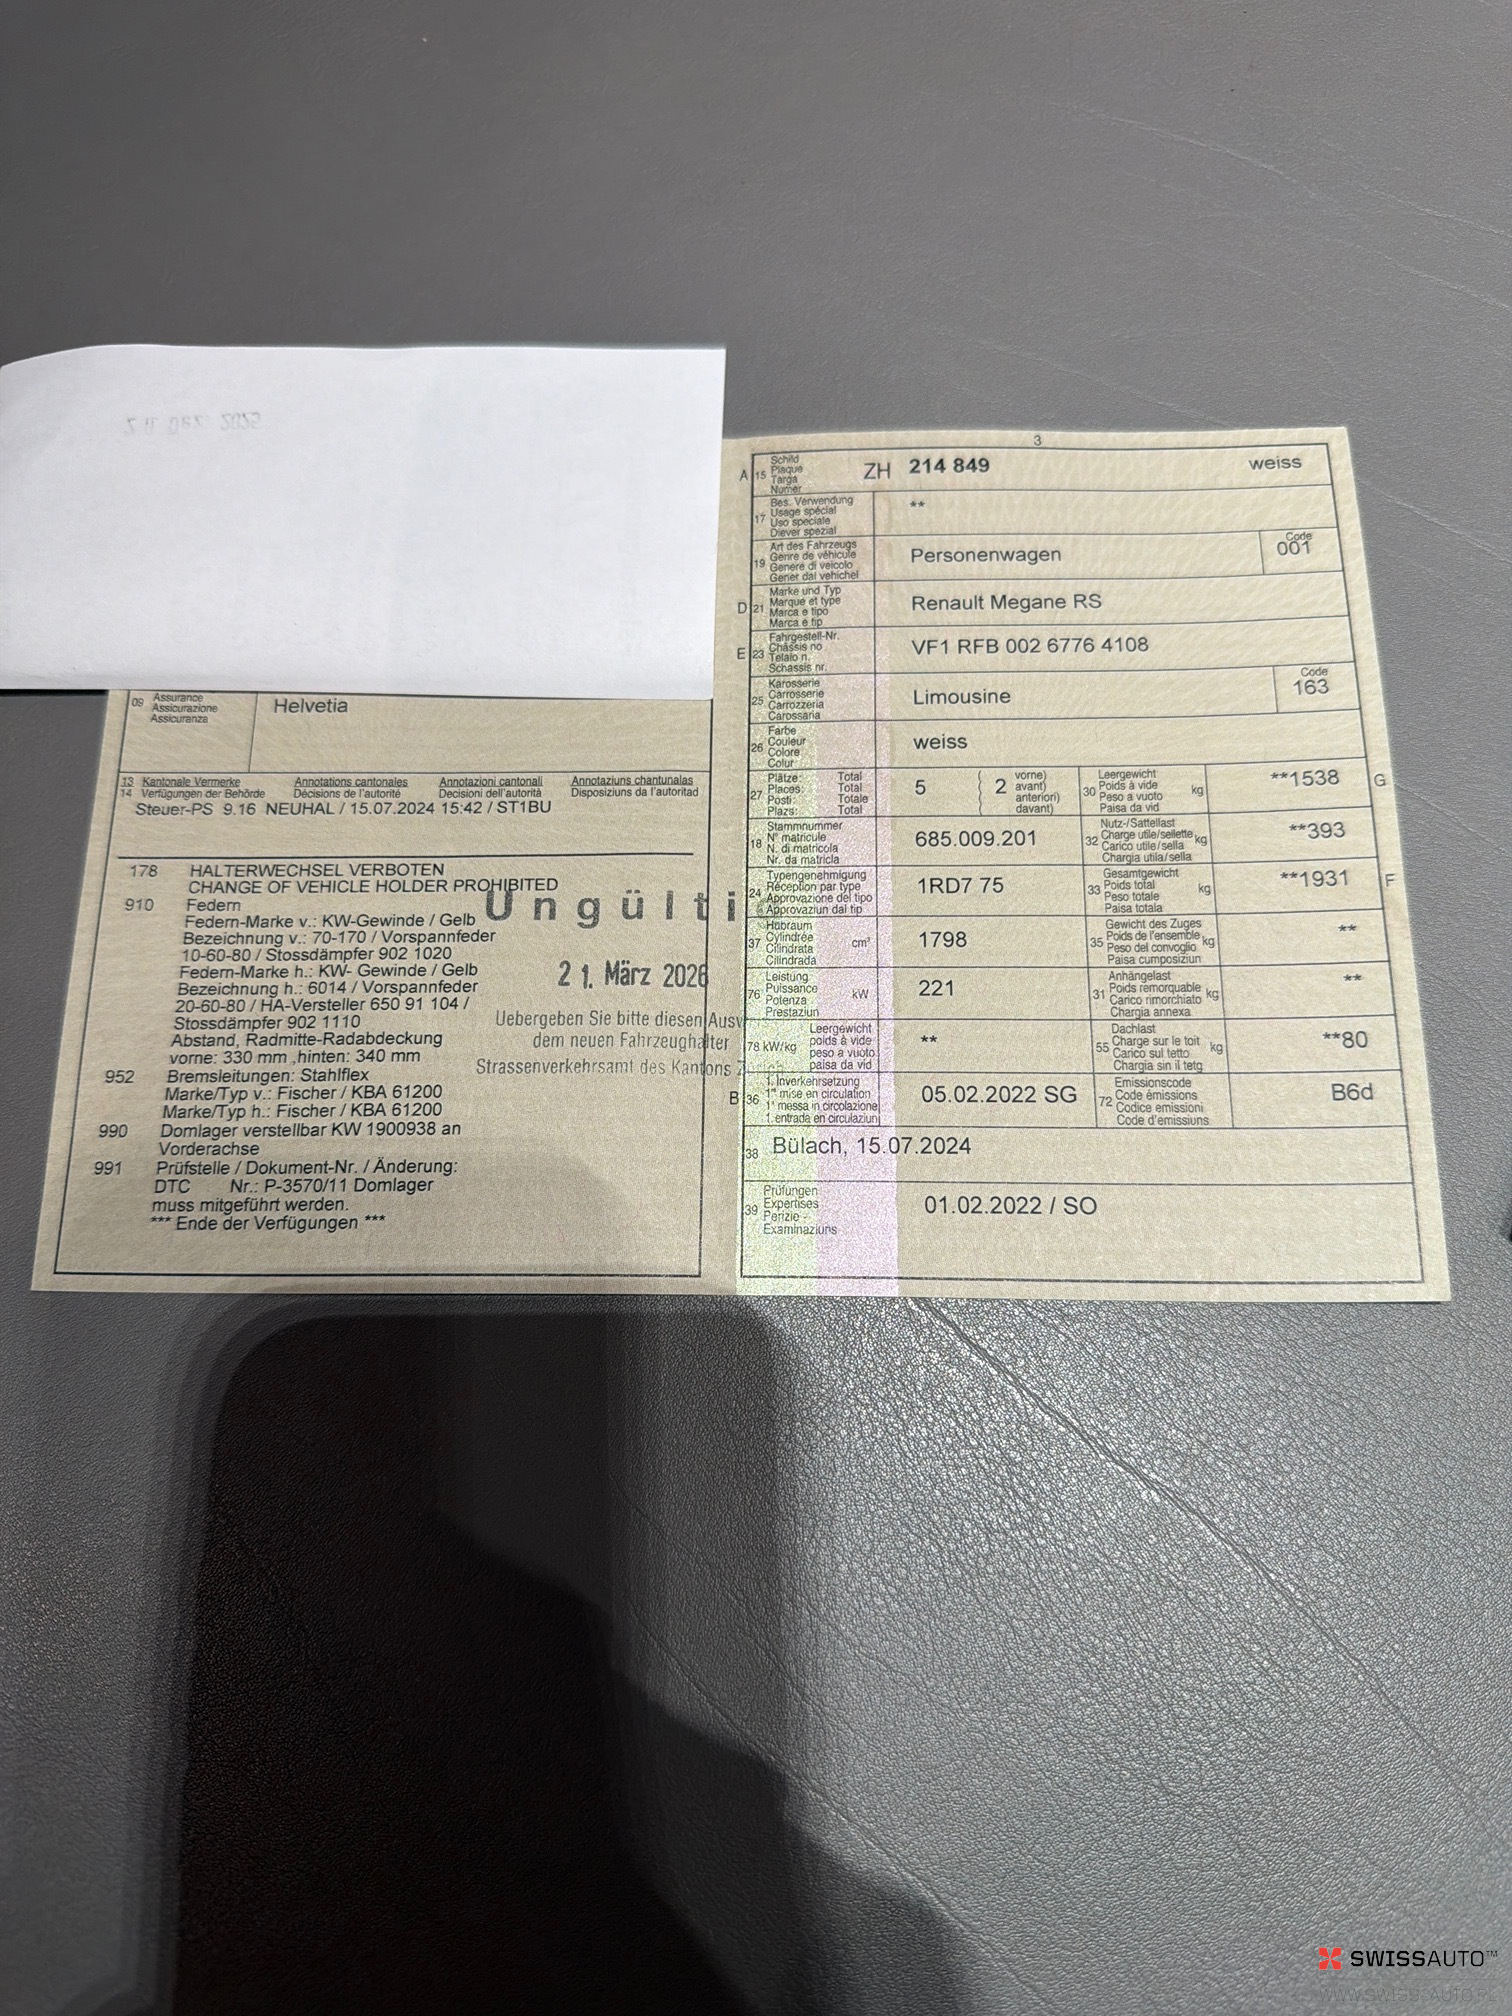 3
A 15 Schild Plaque Targa Numer ZH 214 849 weiss
17 Bes. Verwendung Usage spécial Uso speciale Diever spezial **
19 Art des Fahrzeugs Genre de véhicule Genere di veicolo Gener dal vehichel Personenwagen Code 001
D 21 Marke und Typ Marque et type Marca e tipo Marca e tip Renault Megane RS
E 23 Fahrgestell-Nr. Châssis no Telaio n. Schassis nr. VF1 RFB 002 6776 4108
25 Karosserie Carrosserie Carrozzeria Carossaria Limousine Code 163
26 Farbe Couleur Colore Colur weiss
27 Plätze: Places: Posti: Plazs: Total Total Totale Total 5 ( 2 vorne) avant) anteriori) davant) 30 Leergewicht Poids à vide Peso a vuoto Paisa da vid kg **1538 G
18 Stammnummer N° matricule N. di matricola Nr. da matricla 685.009.201 32 Nutz-/Sattellast Charge utile/sellette Carico utile/sella Chargia utila/sella kg **393
24 Typengenehmigung Réception par type Approvazione del tipo Approvaziun dal tip 1RD7 75 33 Gesamtgewicht Poids total Peso totale Paisa totala kg **1931 F
37 Hubraum Cylindrée Cilindrata Cilindrada cm³ 1798 35 Gewicht des Zuges Poids de l'ensemble Peso del convoglio Paisa cumposiziun kg **
76 Leistung Puissance Potenza Prestaziun kW 221 31 Anhängelast Poids remorquable Carico rimorchiato Chargia annexa kg **
78 kW/kg Leergewicht poids à vide peso a vuoto paisa da vid ** 55 Dachlast Charge sur le toit Carico sul tetto Chargia sin il tetg kg **80
B 36 1. Inverkehrsetzung 1re mise en circulation 1a messa in circolazione 1. entrada en circulaziun 05.02.2022 SG 72 Emissionscode Code émissions Codice emissioni Code d'emissiuns B6d
38 Bülach, 15.07.2024
39 Prüfungen Expertises Perizie Examinaziuns 01.02.2022 / SO
09 Assurance Assicurazione Assicuranza Helvetia
13 Kantonale Vermerke Annotations cantonales Annotazioni cantonali Annotaziuns chantunalas
14 Verfügungen der Behörde Décisions de l'autorité Decisioni dell'autorità Disposiziuns da l'autoritad
Steuer-PS 9.16 NEUHAL / 15.07.2024 15:42 / ST1BU
178 HALTERWECHSEL VERBOTEN
CHANGE OF VEHICLE HOLDER PROHIBITED
910 Federn
Federn-Marke v.: KW-Gewinde / Gelb
Bezeichnung v.: 70-170 / Vorspannfeder
10-60-80 / Stossdämpfer 902 1020
Federn-Marke h.: KW- Gewinde / Gelb
Bezeichnung h.: 6014 / Vorspannfeder
20-60-80 / HA-Versteller 650 91 104 /
Stossdämpfer 902 1110
Abstand, Radmitte-Radabdeckung
vorne: 330 mm ,hinten: 340 mm
952 Bremsleitungen: Stahlflex
Marke/Typ v.: Fischer / KBA 61200
Marke/Typ h.: Fischer / KBA 61200
990 Domlager verstellbar KW 1900938 an
Vorderachse
991 Prüfstelle / Dokument-Nr. / Änderung:
DTC Nr.: P-3570/11 Domlager
muss mitgeführt werden.
*** Ende der Verfügungen ***
Ungülti
21. März 2026
Uebergeben Sie bitte diesen Ausw
dem neuen Fahrzeughalter
Strassenverkehrsamt des Kantons
SWISSAUTO™